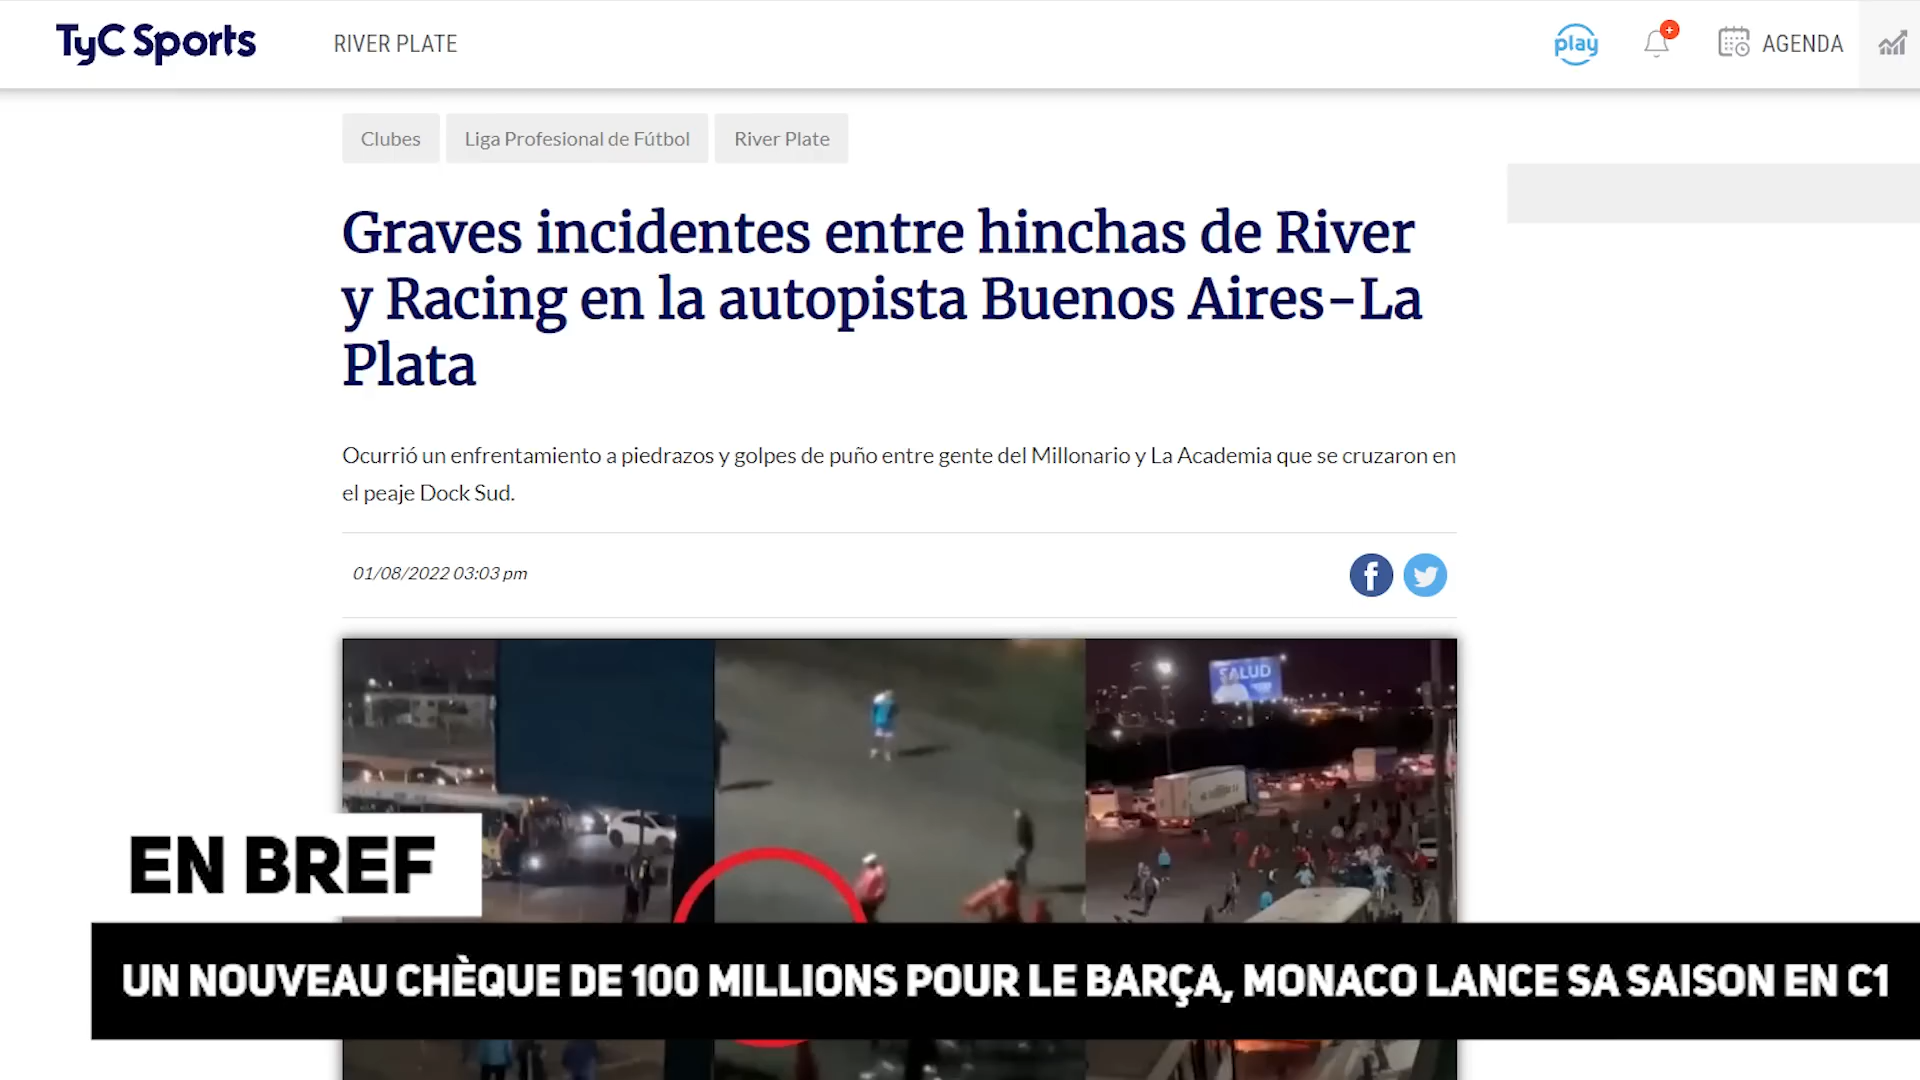 TyC Sports
RIVER PLATE
play
+
AGENDA
Clubes
Liga Profesional de Fútbol
River Plate
Graves incidentes entre hinchas de River
y Racing en la autopista Buenos Aires-La
Plata
Ocurrió un enfrentamiento a piedrazos y golpes de puño entre gente del Millonario y La Academia que se cruzaron en
el peaje Dock Sud.
01/08/2022 03:03 pm
SALUD
EN BREF
UN NOUVEAU CHÈQUE DE 100 MILLIONS POUR LE BARÇA, MONACO LANCE SA SAISON EN C1